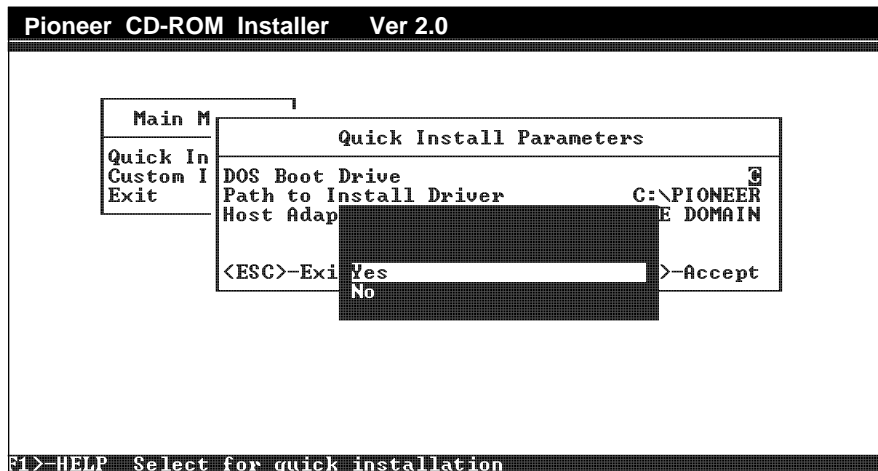 Pioneer CD-ROM Installer Ver 2.0
Main M
Quick In
Custom I
Exit
Quick Install Parameters
DOS Boot Drive C
Path to Install Driver C:\PIONEER
Host Adap E DOMAIN
<ESC>-Exi >-Accept
Yes
No
F1>-HELP Select for quick installation